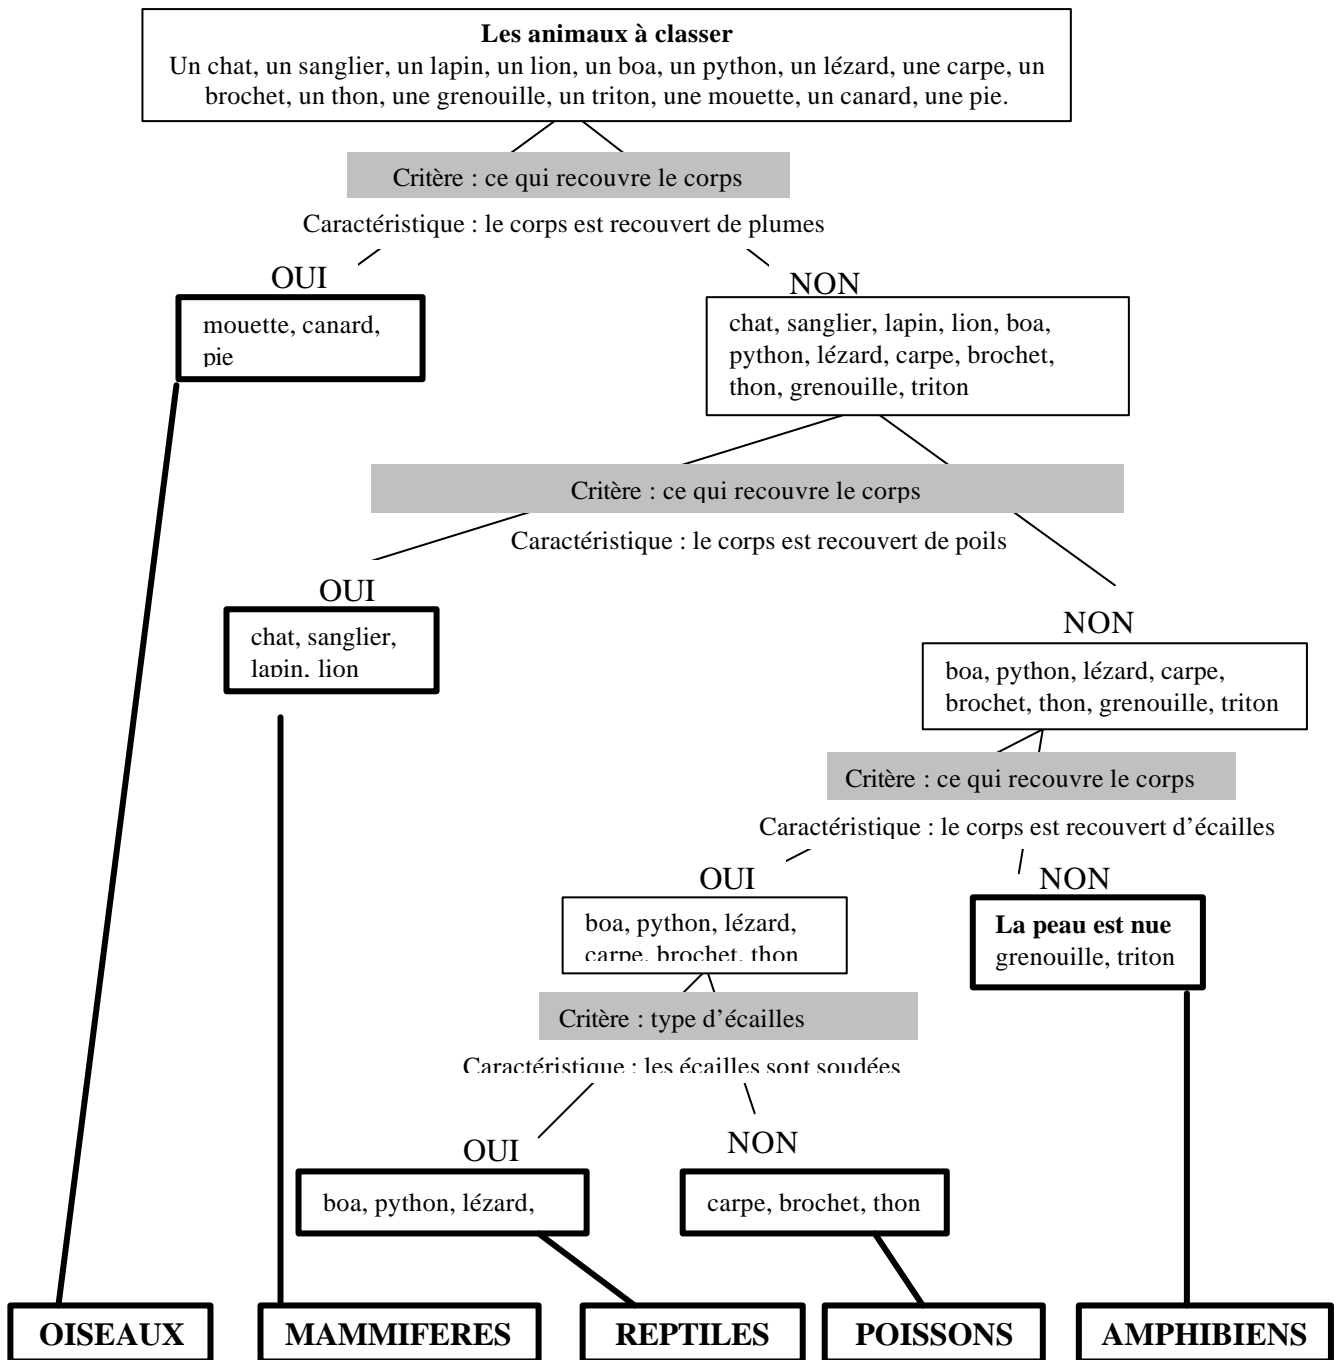 Les animaux à classer
Un chat, un sanglier, un lapin, un lion, un boa, un python, un lézard, une carpe, un
brochet, un thon, une grenouille, un triton, une mouette, un canard, une pie.
Critère : ce qui recouvre le corps
Caractéristique : le corps est recouvert de plumes
OUI
NON
mouette, canard,
pie
chat, sanglier, lapin, lion, boa,
python, lézard, carpe, brochet,
thon, grenouille, triton
Critère : ce qui recouvre le corps
Caractéristique : le corps est recouvert de poils
OUI
NON
chat, sanglier,
lapin, lion
boa, python, lézard, carpe,
brochet, thon, grenouille, triton
Critère : ce qui recouvre le corps
Caractéristique : le corps est recouvert d’écailles
OUI
NON
boa, python, lézard,
carpe, brochet, thon
La peau est nue
grenouille, triton
Critère : type d’écailles
Caractéristique : les écailles sont soudées
OUI
NON
boa, python, lézard,
carpe, brochet, thon
OISEAUX
MAMMIFERES
REPTILES
POISSONS
AMPHIBIENS